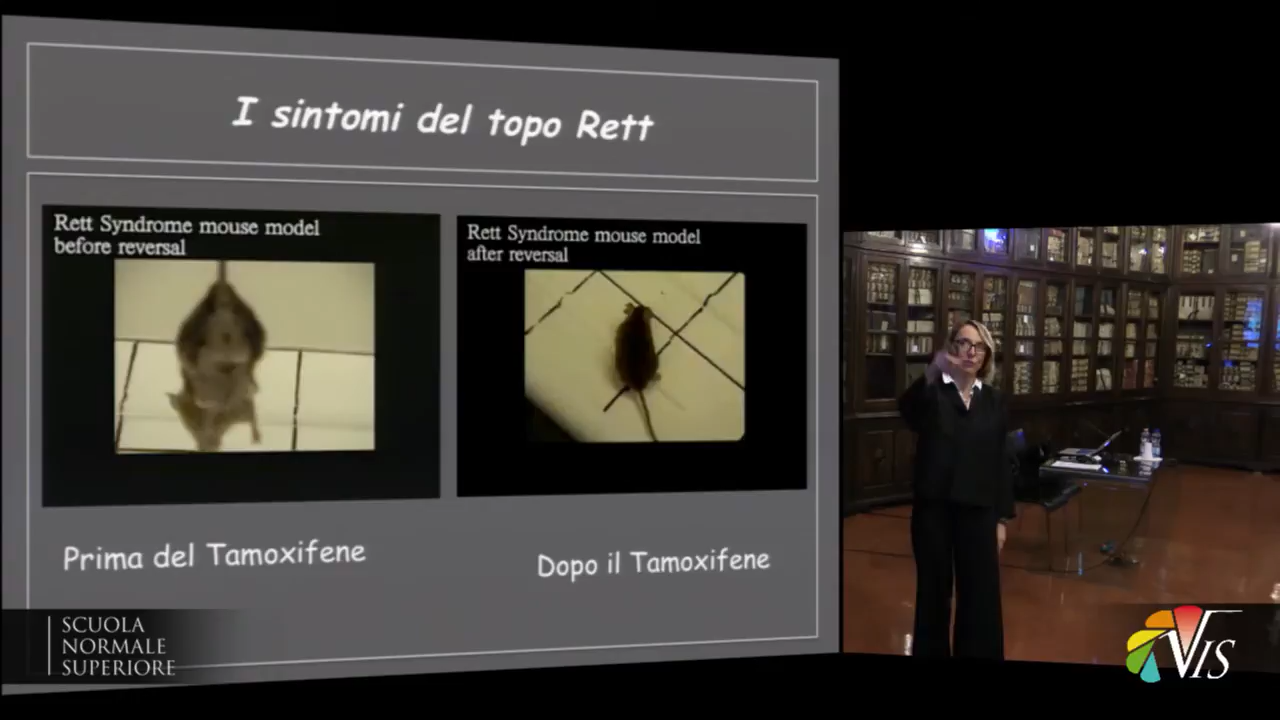 I sintomi del topo Rett
Rett Syndrome mouse model
before reversal
Rett Syndrome mouse model
after reversal
Prima del Tamoxifene
Dopo il Tamoxifene
SCUOLA
NORMALE
SUPERIORE
VIS